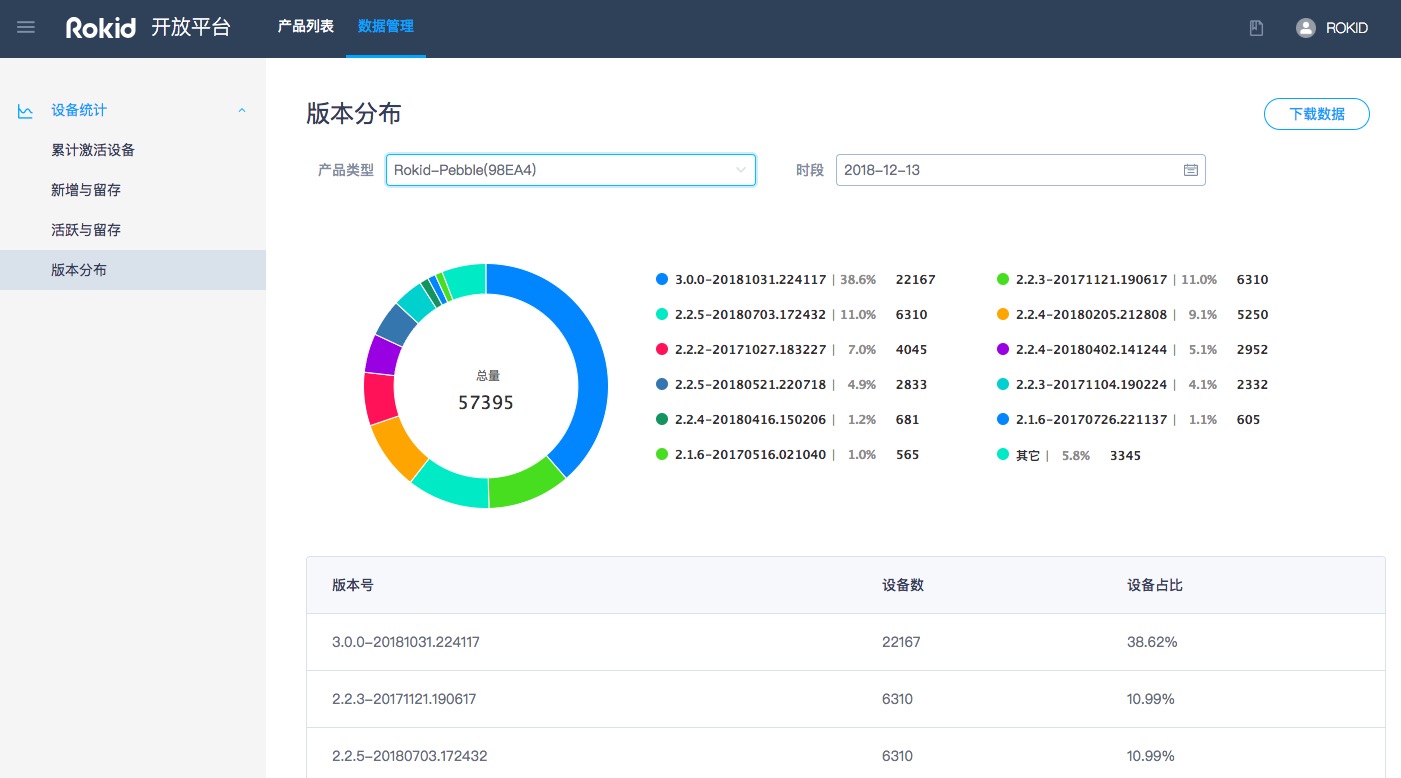 Rokid 开放平台 产品列表 数据管理 ROKID
设备统计
累计激活设备
新增与留存
活跃与留存
版本分布
版本分布 下载数据
产品类型 Rokid-Pebble(98EA4) 时段 2018-12-13
总量
57395
3.0.0-20181031.224117 | 38.6% 22167
2.2.3-20171121.190617 | 11.0% 6310
2.2.5-20180703.172432 | 11.0% 6310
2.2.4-20180205.212808 | 9.1% 5250
2.2.2-20171027.183227 | 7.0% 4045
2.2.4-20180402.141244 | 5.1% 2952
2.2.5-20180521.220718 | 4.9% 2833
2.2.3-20171104.190224 | 4.1% 2332
2.2.4-20180416.150206 | 1.2% 681
2.1.6-20170726.221137 | 1.1% 605
2.1.6-20170516.021040 | 1.0% 565
其它 | 5.8% 3345
版本号 设备数 设备占比
3.0.0-20181031.224117 22167 38.62%
2.2.3-20171121.190617 6310 10.99%
2.2.5-20180703.172432 6310 10.99%